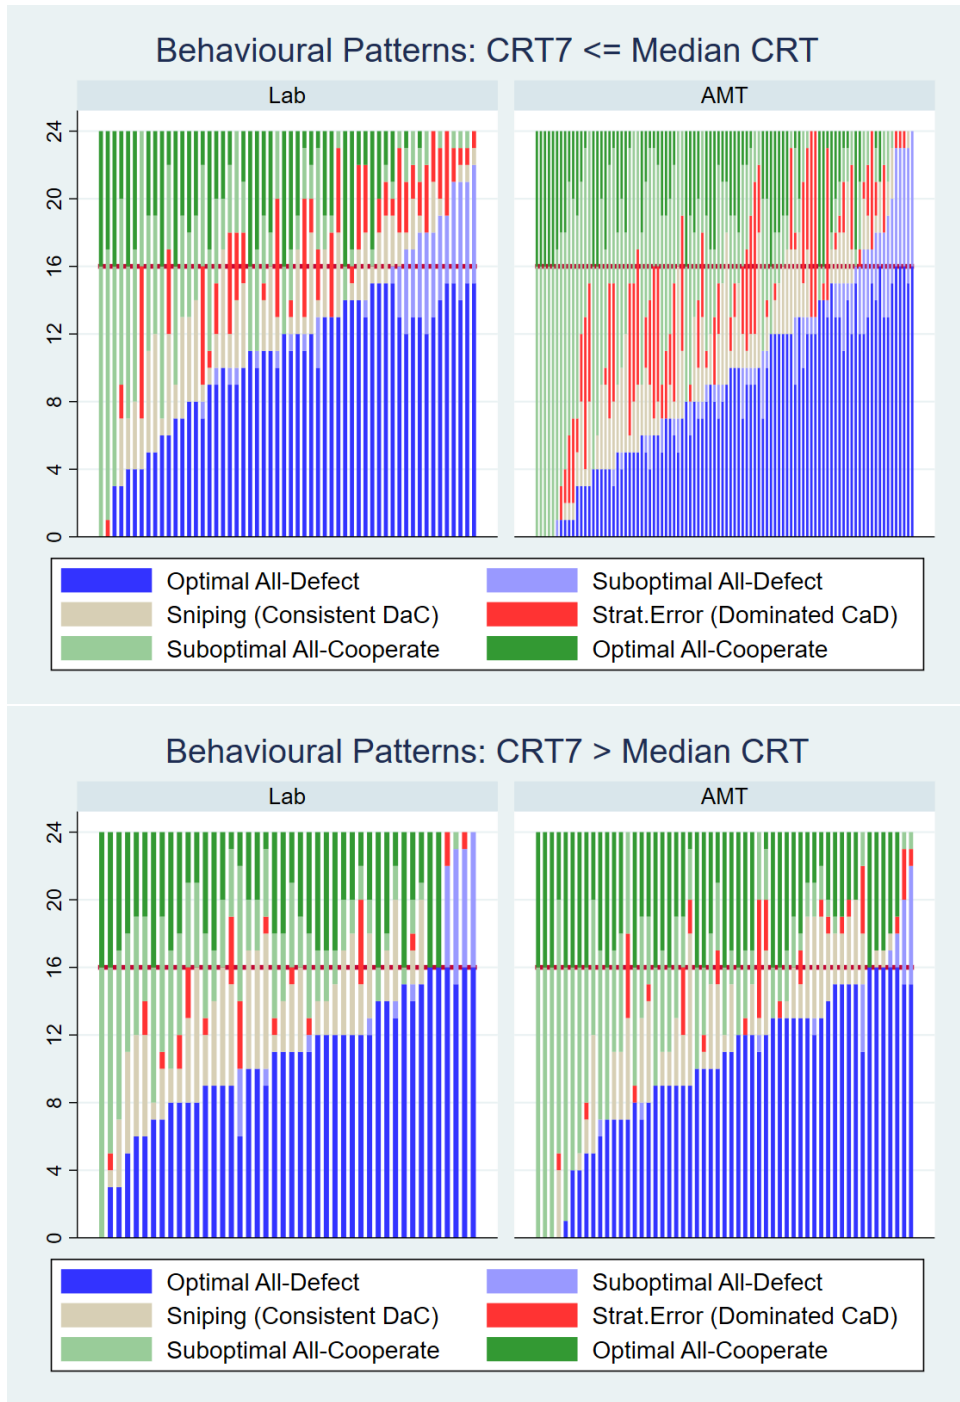 Behavioural Patterns: CRT7 <= Median CRT
Lab AMT
24
20
16
12
8
4
0
Optimal All-Defect Suboptimal All-Defect
Sniping (Consistent DaC) Strat.Error (Dominated CaD)
Suboptimal All-Cooperate Optimal All-Cooperate
Behavioural Patterns: CRT7 > Median CRT
Lab AMT
24
20
16
12
8
4
0
Optimal All-Defect Suboptimal All-Defect
Sniping (Consistent DaC) Strat.Error (Dominated CaD)
Suboptimal All-Cooperate Optimal All-Cooperate